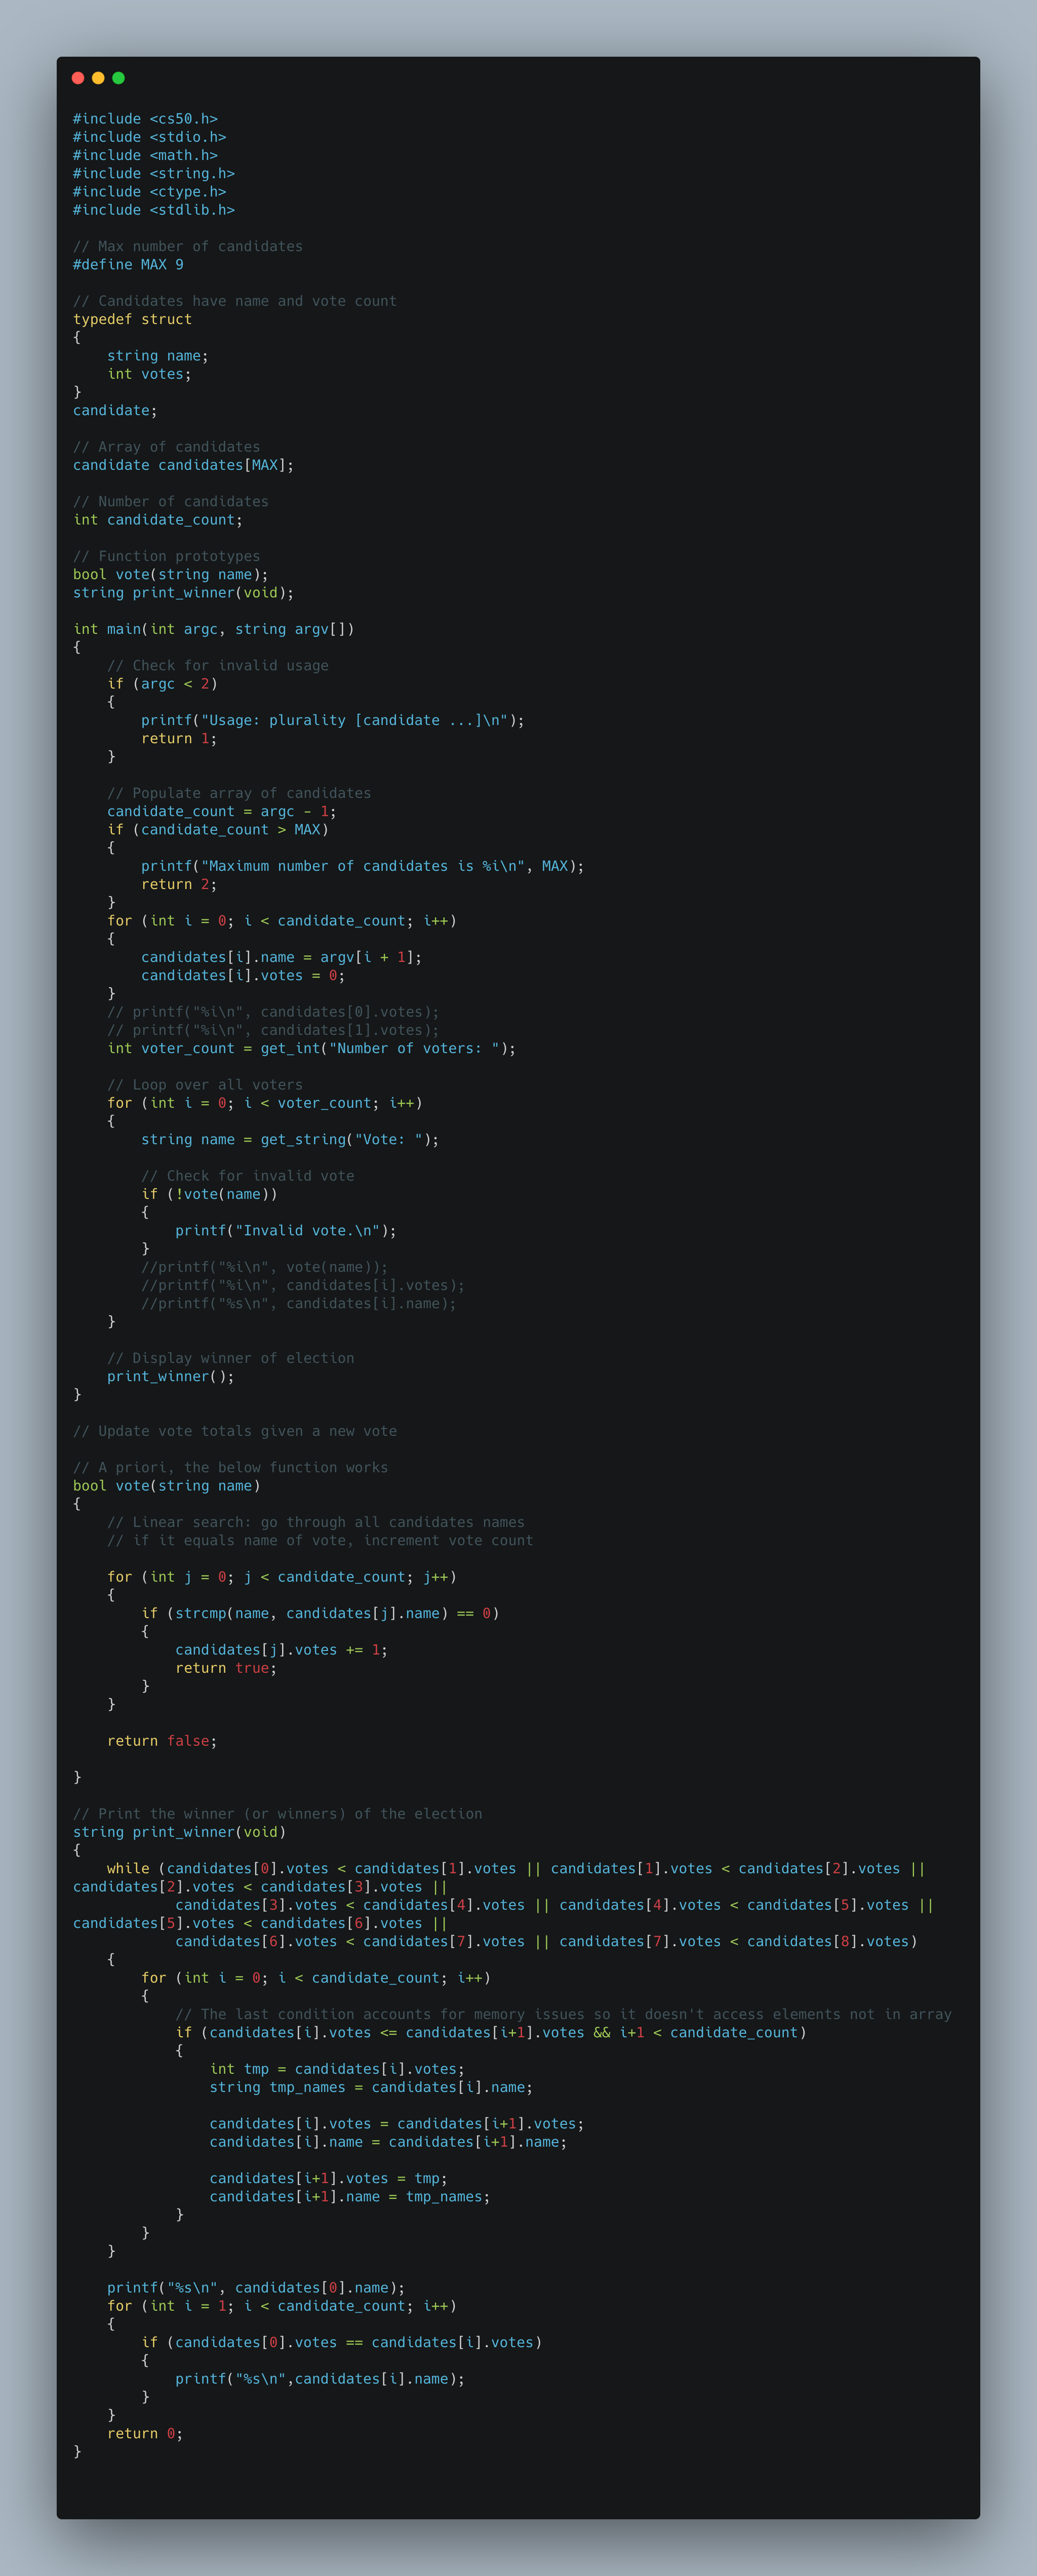 #include <cs50.h>
#include <stdio.h>
#include <math.h>
#include <string.h>
#include <ctype.h>
#include <stdlib.h>

// Max number of candidates
#define MAX 9

// Candidates have name and vote count
typedef struct
{
    string name;
    int votes;
}
candidate;

// Array of candidates
candidate candidates[MAX];

// Number of candidates
int candidate_count;

// Function prototypes
bool vote(string name);
string print_winner(void);

int main(int argc, string argv[])
{
    // Check for invalid usage
    if (argc < 2)
    {
        printf("Usage: plurality [candidate ...]\n");
        return 1;
    }

    // Populate array of candidates
    candidate_count = argc - 1;
    if (candidate_count > MAX)
    {
        printf("Maximum number of candidates is %i\n", MAX);
        return 2;
    }
    for (int i = 0; i < candidate_count; i++)
    {
        candidates[i].name = argv[i + 1];
        candidates[i].votes = 0;
    }
    // printf("%i\n", candidates[0].votes);
    // printf("%i\n", candidates[1].votes);
    int voter_count = get_int("Number of voters: ");

    // Loop over all voters
    for (int i = 0; i < voter_count; i++)
    {
        string name = get_string("Vote: ");

        // Check for invalid vote
        if (!vote(name))
        {
            printf("Invalid vote.\n");
        }
        //printf("%i\n", vote(name));
        //printf("%i\n", candidates[i].votes);
        //printf("%s\n", candidates[i].name);
    }

    // Display winner of election
    print_winner();
}

// Update vote totals given a new vote

// A priori, the below function works
bool vote(string name)
{
    // Linear search: go through all candidates names
    // if it equals name of vote, increment vote count

    for (int j = 0; j < candidate_count; j++)
    {
        if (strcmp(name, candidates[j].name) == 0)
        {
            candidates[j].votes += 1;
            return true;
        }
    }

    return false;

}

// Print the winner (or winners) of the election
string print_winner(void)
{
    while (candidates[0].votes < candidates[1].votes || candidates[1].votes < candidates[2].votes ||
candidates[2].votes < candidates[3].votes ||
            candidates[3].votes < candidates[4].votes || candidates[4].votes < candidates[5].votes ||
candidates[5].votes < candidates[6].votes ||
            candidates[6].votes < candidates[7].votes || candidates[7].votes < candidates[8].votes)
    {
        for (int i = 0; i < candidate_count; i++)
        {
            // The last condition accounts for memory issues so it doesn't access elements not in array
            if (candidates[i].votes <= candidates[i+1].votes && i+1 < candidate_count)
            {
                int tmp = candidates[i].votes;
                string tmp_names = candidates[i].name;

                candidates[i].votes = candidates[i+1].votes;
                candidates[i].name = candidates[i+1].name;

                candidates[i+1].votes = tmp;
                candidates[i+1].name = tmp_names;
            }
        }
    }

    printf("%s\n", candidates[0].name);
    for (int i = 1; i < candidate_count; i++)
    {
        if (candidates[0].votes == candidates[i].votes)
        {
            printf("%s\n",candidates[i].name);
        }
    }
    return 0;
}